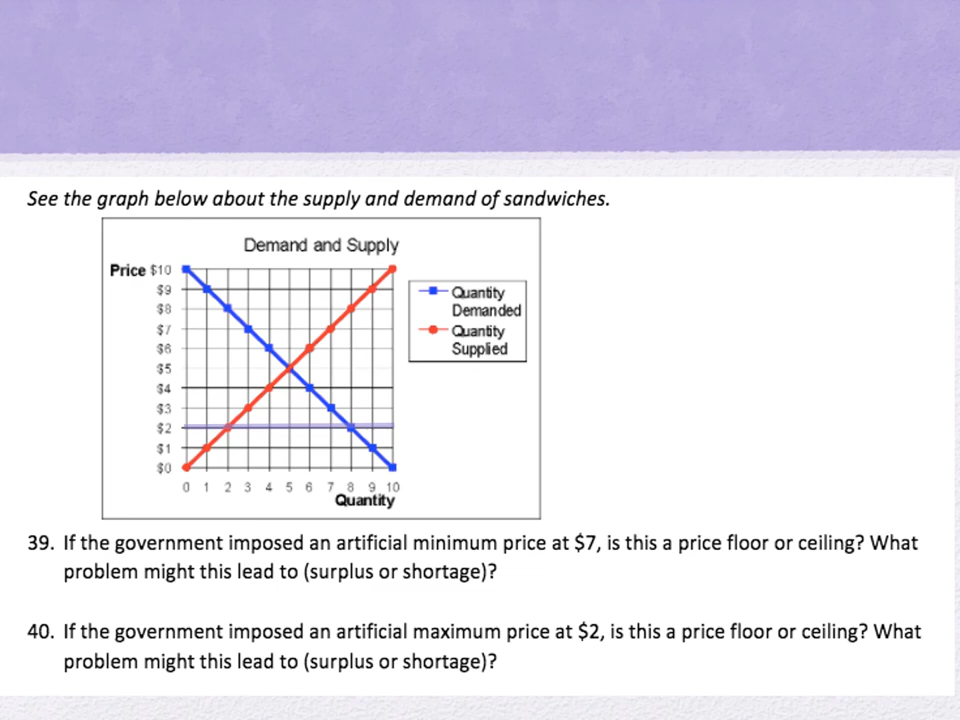 See the graph below about the supply and demand of sandwiches.
Demand and Supply
Price $10
$9
$8
$7
$6
$5
$4
$3
$2
$1
$0
0 1 2 3 4 5 6 7 8 9 10
Quantity
Quantity
Demanded
Quantity
Supplied
39. If the government imposed an artificial minimum price at $7, is this a price floor or ceiling? What
problem might this lead to (surplus or shortage)?
40. If the government imposed an artificial maximum price at $2, is this a price floor or ceiling? What
problem might this lead to (surplus or shortage)?